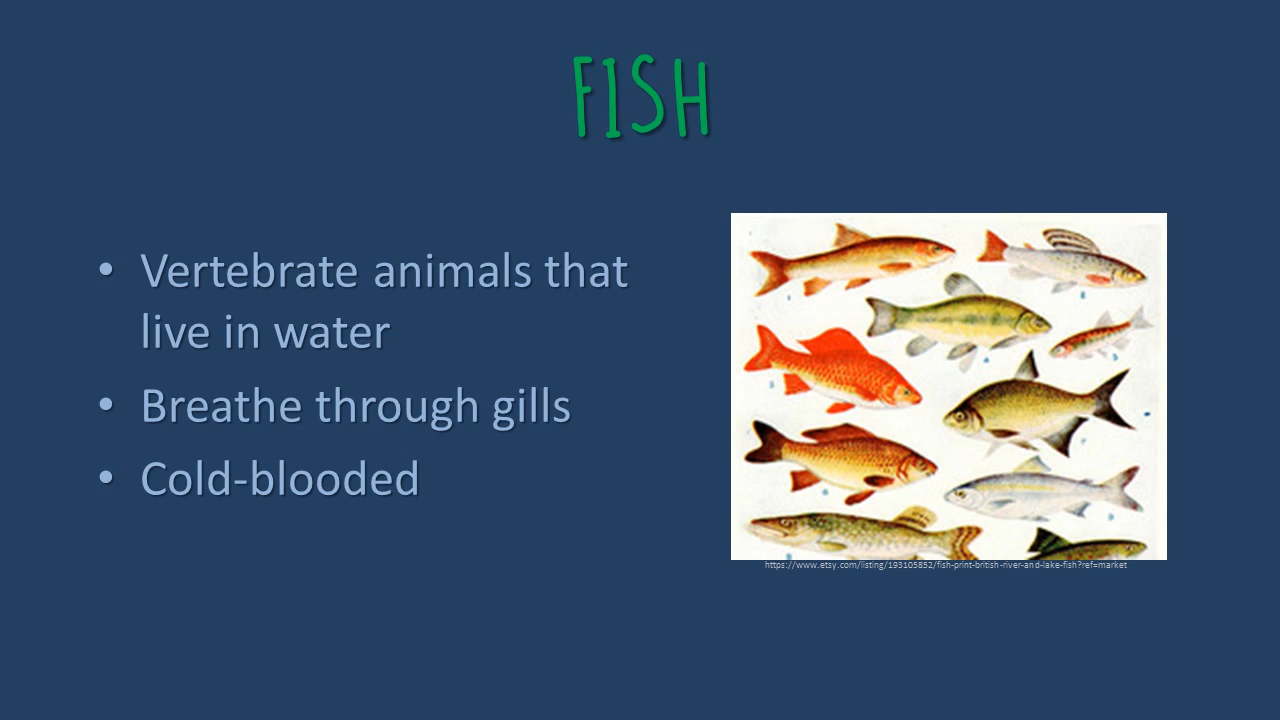 FISH
• Vertebrate animals that
live in water
• Breathe through gills
• Cold-blooded
https://www.etsy.com/listing/193105852/fish-print-british-river-and-lake-fish?ref=market